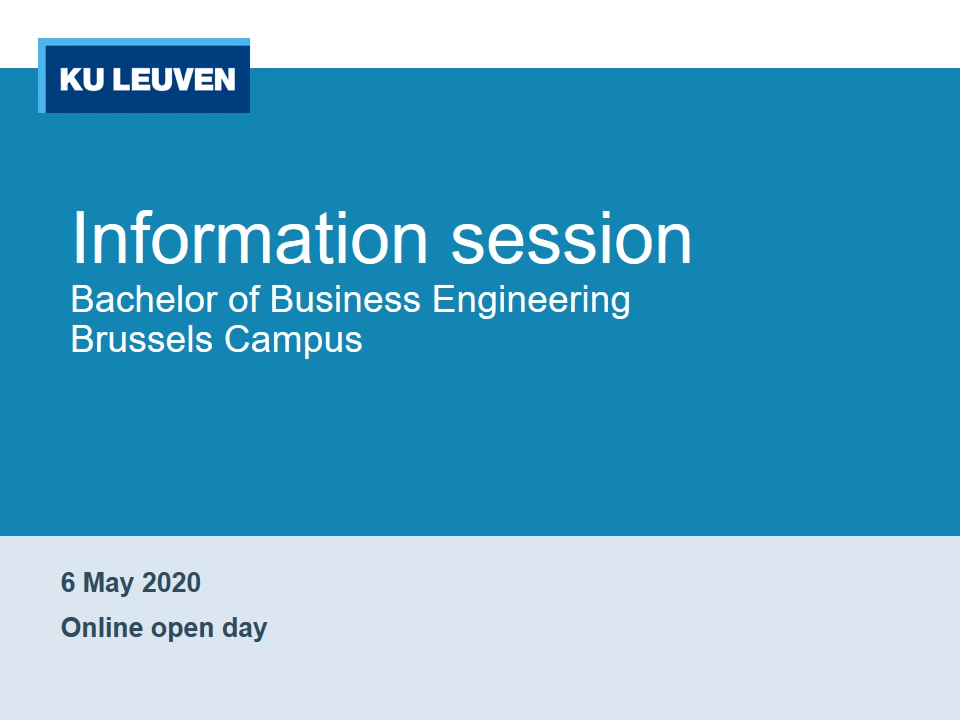 KU LEUVEN
Information session
Bachelor of Business Engineering
Brussels Campus
6 May 2020
Online open day